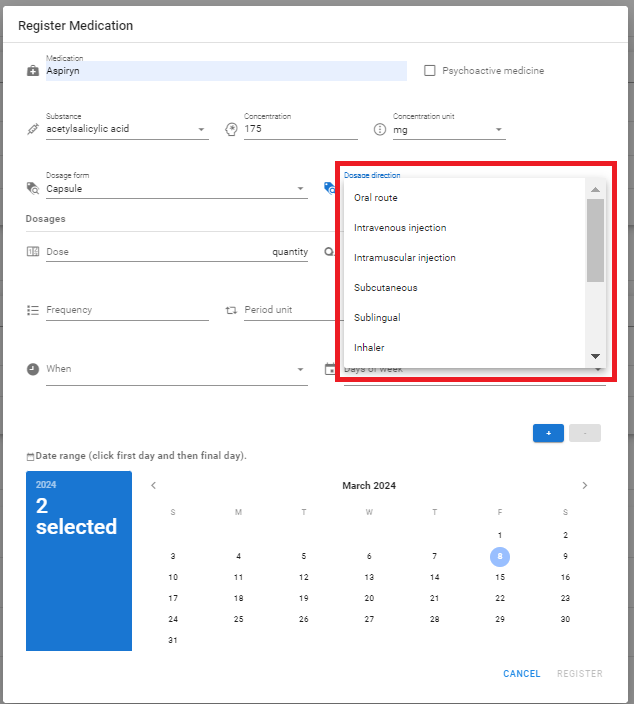 Register Medication
Medication
Aspiryn
Psychoactive medicine
Substance
acetylsalicylic acid
Concentration
175
Concentration unit
mg
Dosage form
Capsule
Dosage direction
Oral route
Intravenous injection
Intramuscular injection
Subcutaneous
Sublingual
Inhaler
Dosages
Dose quantity
Frequency
Period unit
When
Days of week
+ -
Date range (click first day and then final day).
2024
2
selected
March 2024
S M T W T F S
1 2
3 4 5 6 7 8 9
10 11 12 13 14 15 16
17 18 19 20 21 22 23
24 25 26 27 28 29 30
31
CANCEL REGISTER